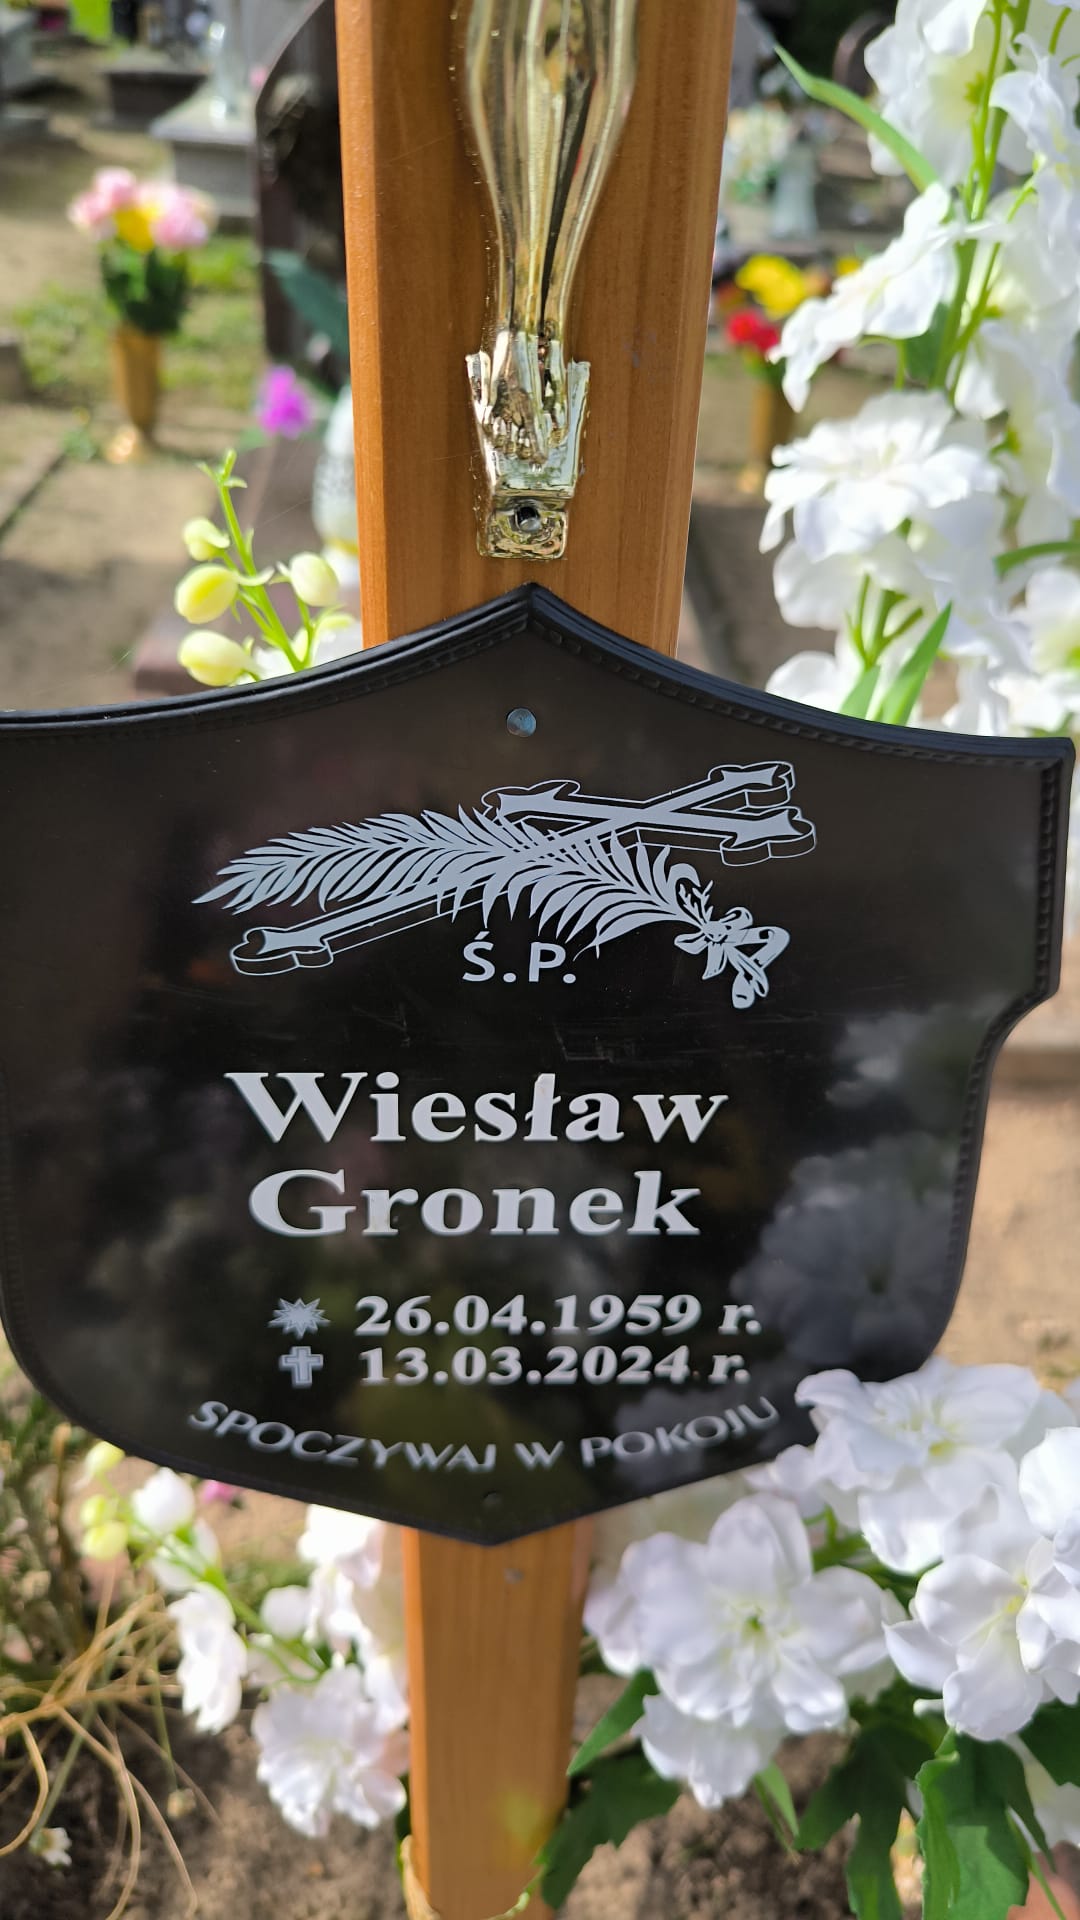 Ś.P.
Wiesław
Gronek
26.04.1959 r.
13.03.2024 r.
SPOCZYWAJ W POKOJU